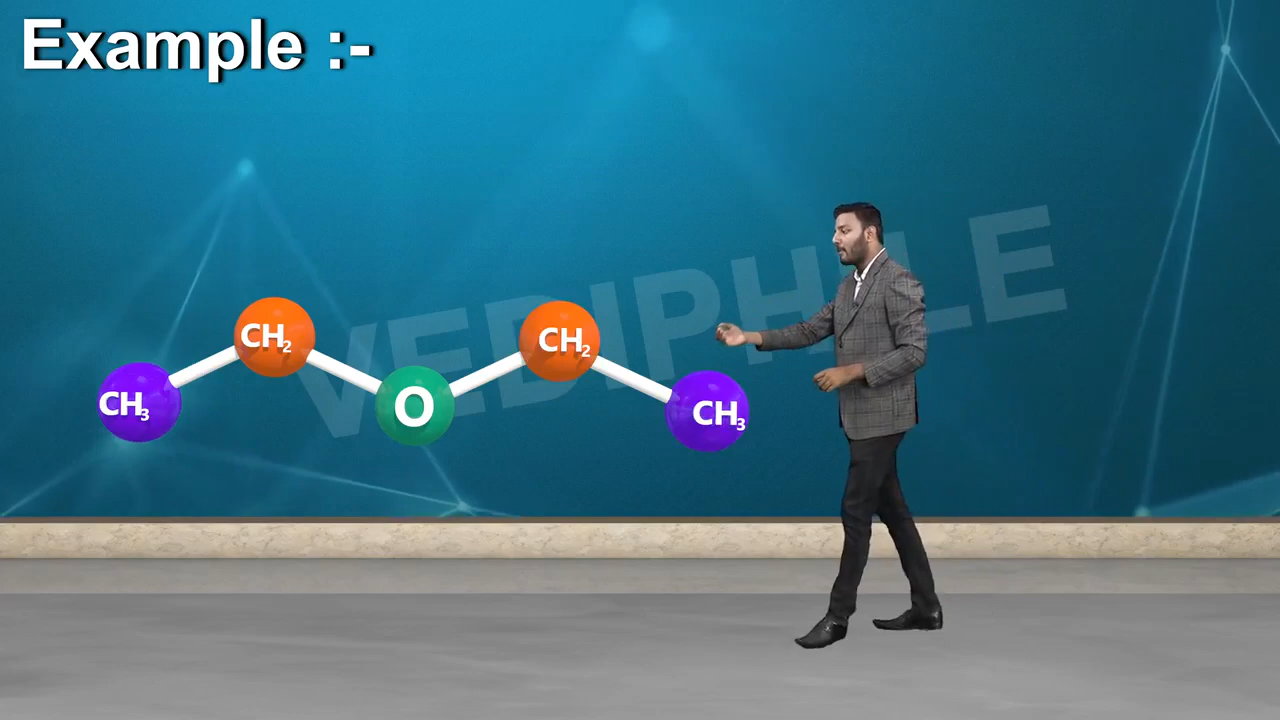 Example :-
VEDIPHILE
CH₂
CH₂
CH₃
O
CH₃